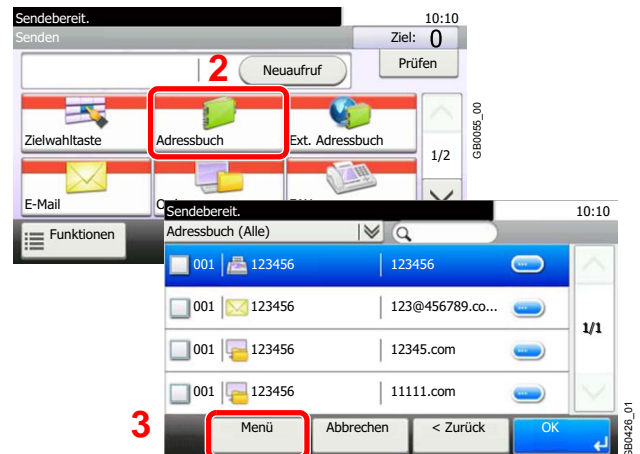 Sendebereit. 10:10
Senden Ziel: 0
2 Neuaufruf Prüfen
Zielwahltaste Adressbuch Ext. Adressbuch
1/2
E-Mail
Funktionen
GB0055_00
Sendebereit. 10:10
Adressbuch (Alle)
001 123456 123456
001 123456 123@456789.co...
1/1
001 123456 12345.com
001 123456 11111.com
3 Menü Abbrechen < Zurück OK
GB0426_01